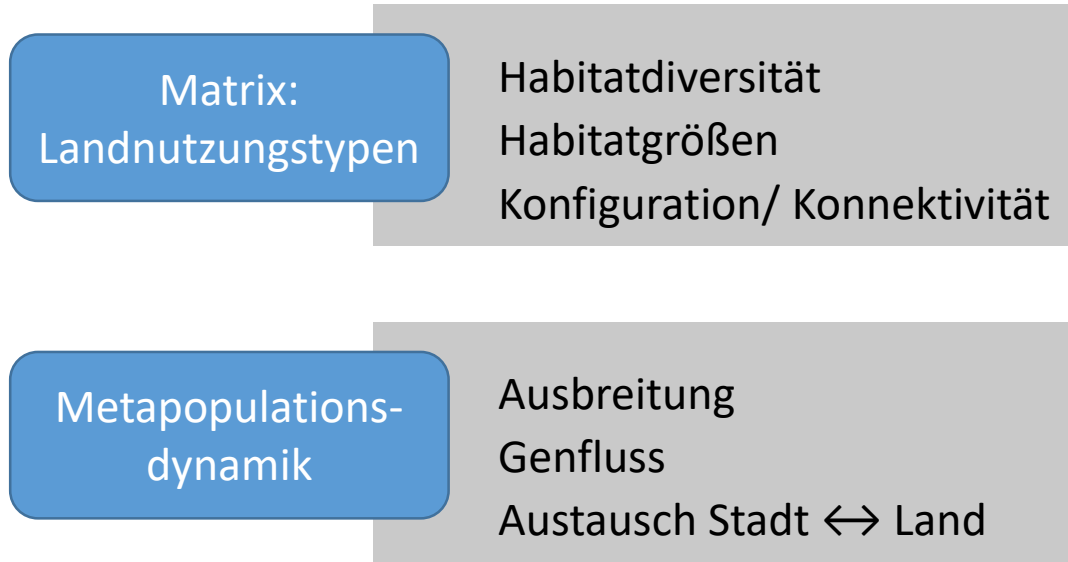 Matrix:
Landnutzungstypen
Habitatdiversität
Habitatgrößen
Konfiguration/ Konnektivität
Metapopulations-
dynamik
Ausbreitung
Genfluss
Austausch Stadt ↔ Land